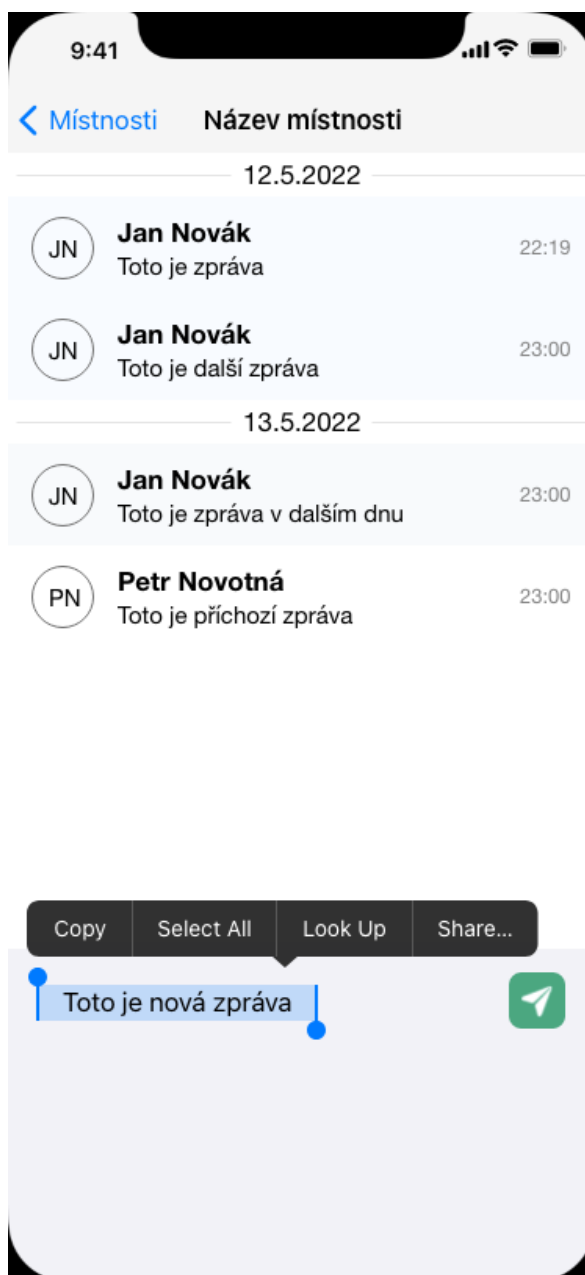 9:41
Místnosti Název místnosti
12.5.2022
JN Jan Novák 22:19
Toto je zpráva
JN Jan Novák 23:00
Toto je další zpráva
13.5.2022
JN Jan Novák 23:00
Toto je zpráva v dalším dnu
PN Petr Novotná 23:00
Toto je příchozí zpráva
Copy Select All Look Up Share...
Toto je nová zpráva